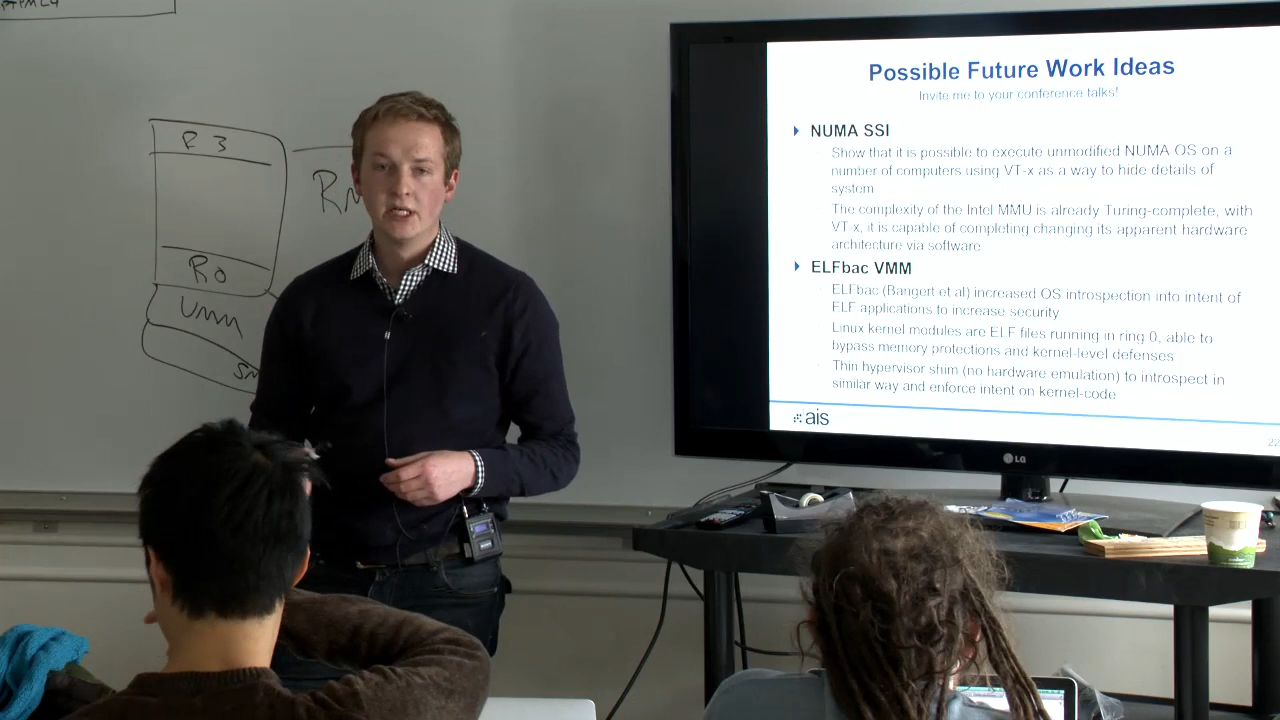 R 3
R0
VMM
Possible Future Work Ideas
Invite me to your conference talks!
NUMA SSI
Show that it is possible to execute unmodified NUMA OS on a
number of computers using VT-x as a way to hide details of
system
The complexity of the Intel MMU is already Turing-complete, with
VT-x, it is capable of completing changing its apparent hardware
architecture via software
ELFbac VMM
ELFbac (Bangert et al) increased OS introspection into intent of
ELF applications to increase security
Linux kernel modules are ELF files running in ring 0, able to
bypass memory protections and kernel-level defenses
Thin hypervisor shim (no hardware emulation) to introspect in
similar way and enforce intent on kernel-code
ais
22
LG